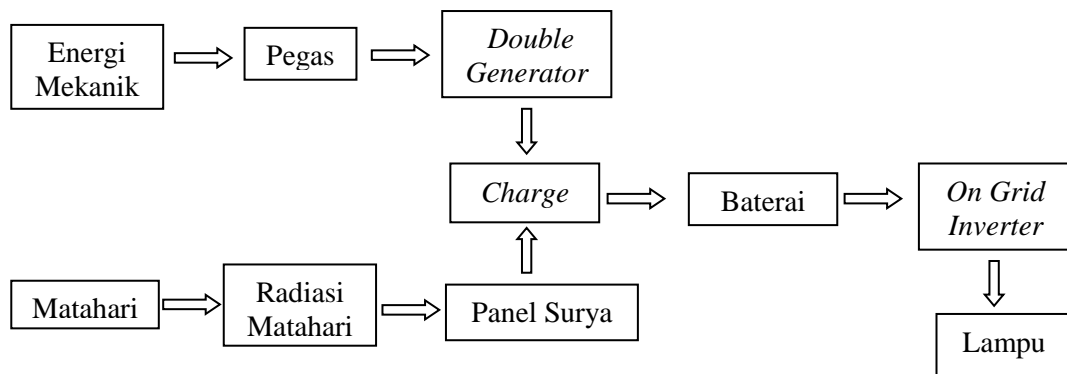 Energi
Mekanik
Pegas
Double
Generator
Charge
Baterai
On Grid
Inverter
Matahari
Radiasi
Matahari
Panel Surya
Lampu